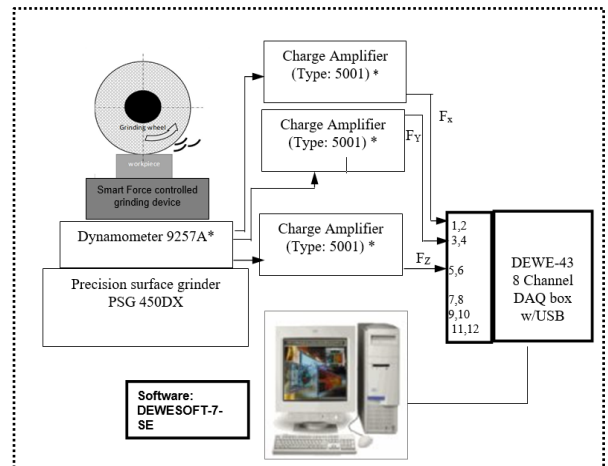 Charge Amplifier
(Type: 5001) *
Charge Amplifier
(Type: 5001) *
Fx
FY
Grinding wheel
workpiece
Smart Force controlled
grinding device
Dynamometer 9257A*
Charge Amplifier
(Type: 5001) *
FZ
Precision surface grinder
PSG 450DX
1,2
3,4
5,6
7,8
9,10
11,12
DEWE-43
8 Channel
DAQ box
w/USB
Software:
DEWESOFT-7-
SE